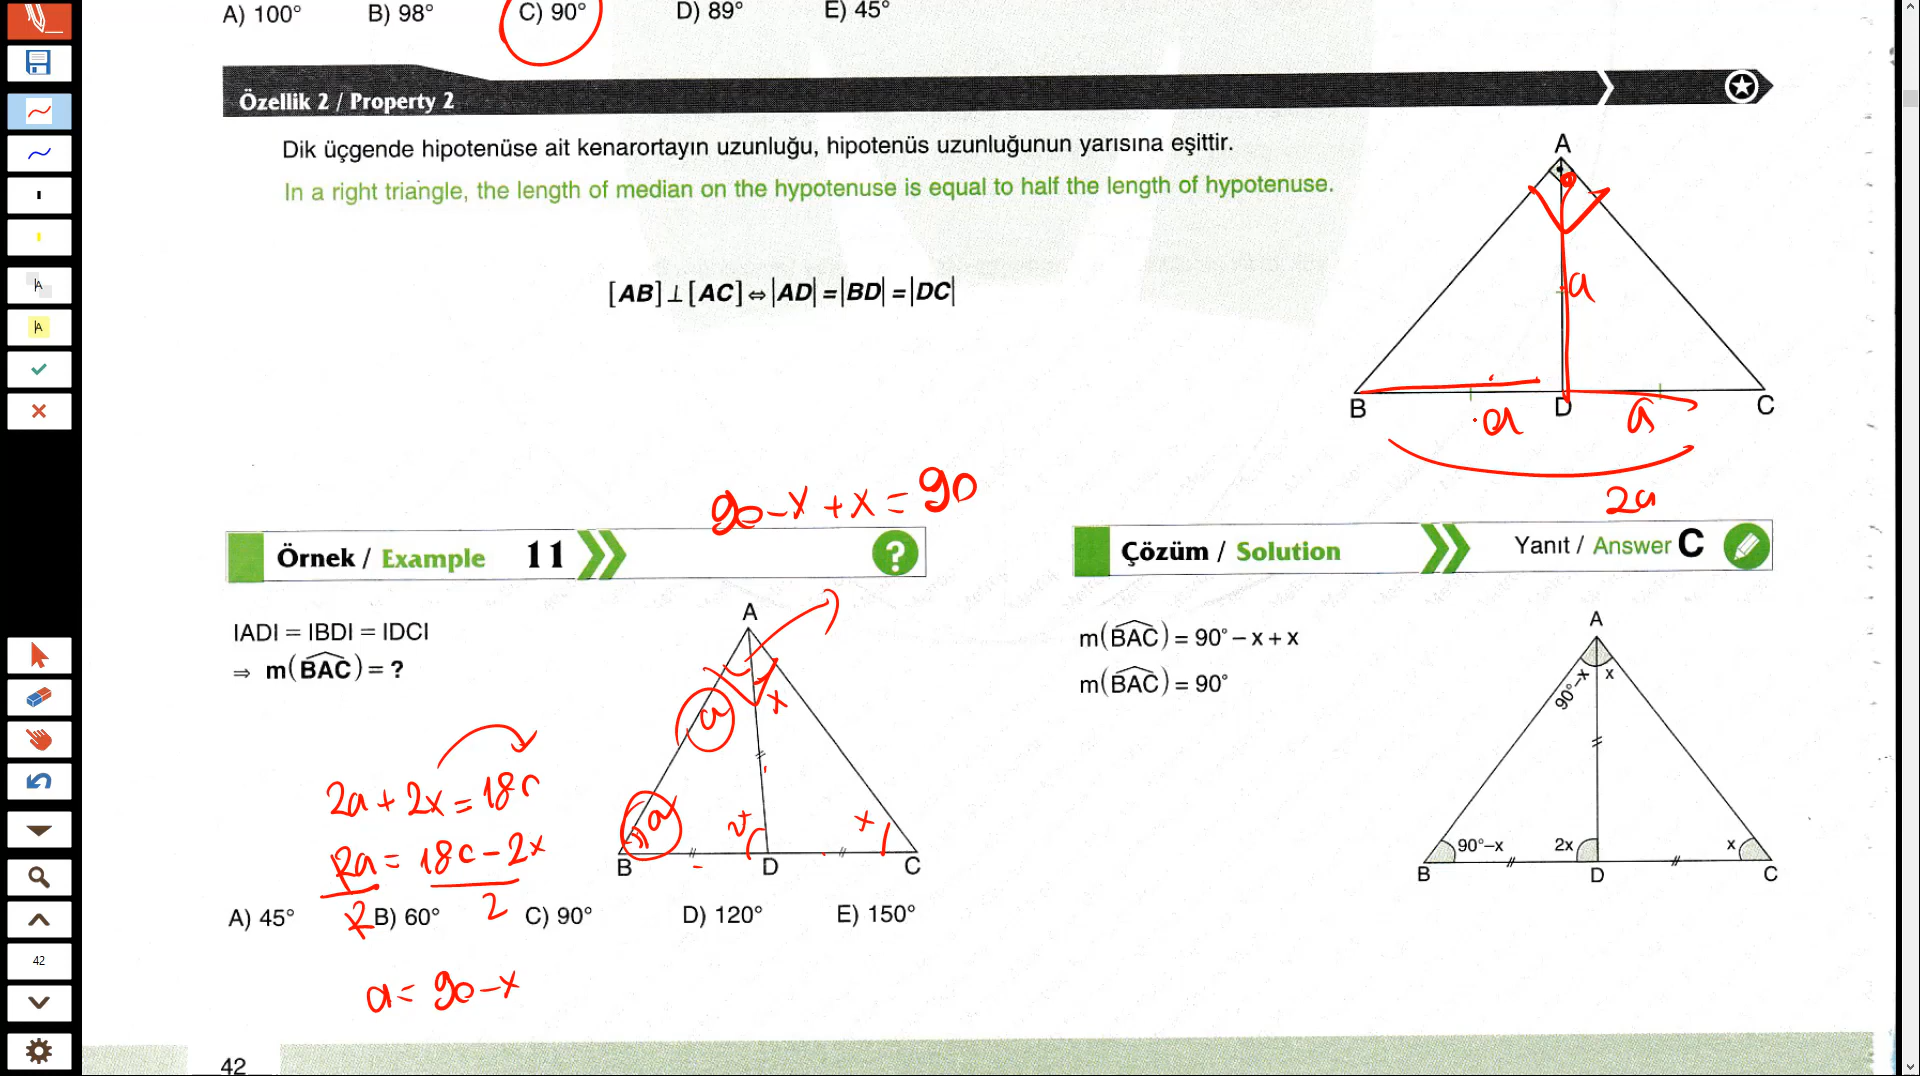 A) 100° B) 98° C) 90° D) 89° E) 45°
Özellik 2 / Property 2
Dik üçgende hipotenüse ait kenarortayın uzunluğu, hipotenüs uzunluğunun yarısına eşittir.
In a right triangle, the length of median on the hypotenuse is equal to half the length of hypotenuse.
[AB]⊥[AC]⇔|AD|=|BD|=|DC|
A
a
B D C
a a
2a
90-x+x=90
Örnek / Example 11 ?
IADI = IBDI = IDCI
⇒ m(BAC) = ?
A
a
x
a
x
B D C
2a+2x=180
2a=180-2x
2 2
A) 45° B) 60° C) 90° D) 120° E) 150°
a=90-x
Çözüm / Solution Yanıt / Answer C
m(BAC) = 90° – x + x
m(BAC) = 90°
A
90°–x x
90°–x 2x x
B D C
42
42